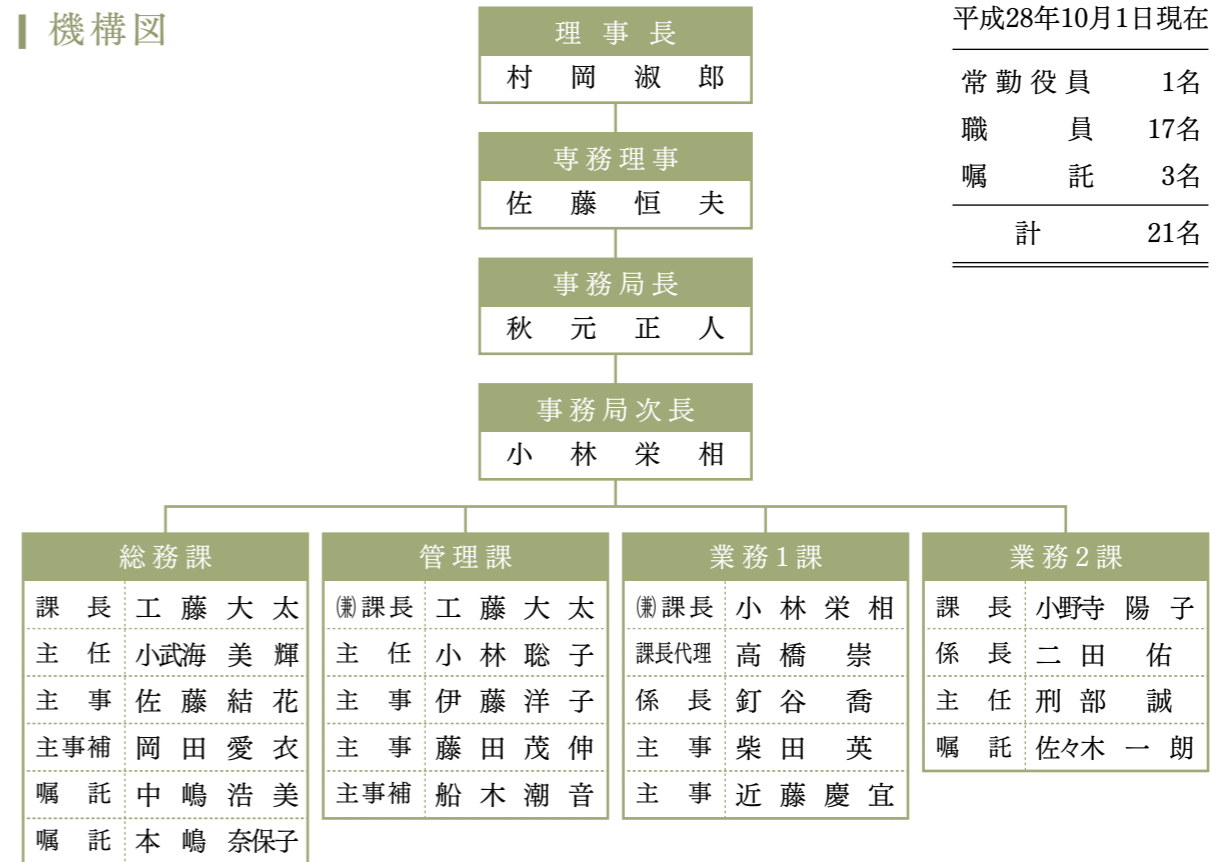 機構図
平成28年10月1日現在
常勤役員 1名
職員 17名
嘱託 3名
計 21名
理事長
村岡淑郎
専務理事
佐藤恒夫
事務局長
秋元正人
事務局次長
小林栄相
総務課
課長 工藤大太
主任 小武海美輝
主事 佐藤結花
主事補 岡田愛衣
嘱託 中嶋浩美
嘱託 本嶋奈保子
管理課
㈱課長 工藤大太
主任 小林聡子
主事 伊藤洋子
主事 藤田茂伸
主事補 船木潮音
業務1課
(兼)課長 小林栄相
課長代理 高橋崇
係長 釘谷喬
主事 柴田英
主事 近藤慶宜
業務2課
課長 小野寺陽子
係長 二田佑
主任 刑部誠
嘱託 佐々木一朗